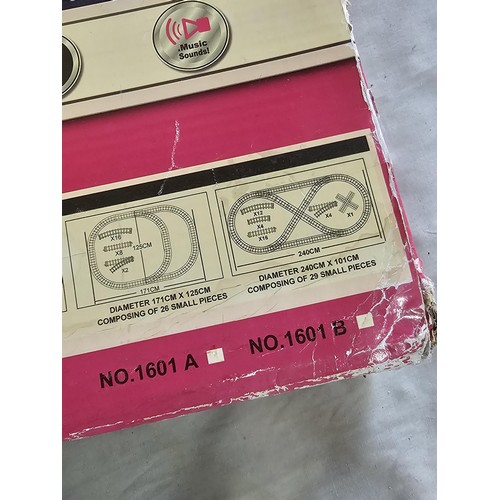 .Music
Sounds!
X16
X8
X2
125CM
171CM
DIAMETER 171CM X 125CM
COMPOSING OF 26 SMALL PIECES
X12
X4
X16
X4
X1
240CM
DIAMETER 240CM X 101CM
COMPOSING OF 29 SMALL PIECES
NO.1601 A
NO.1601 B